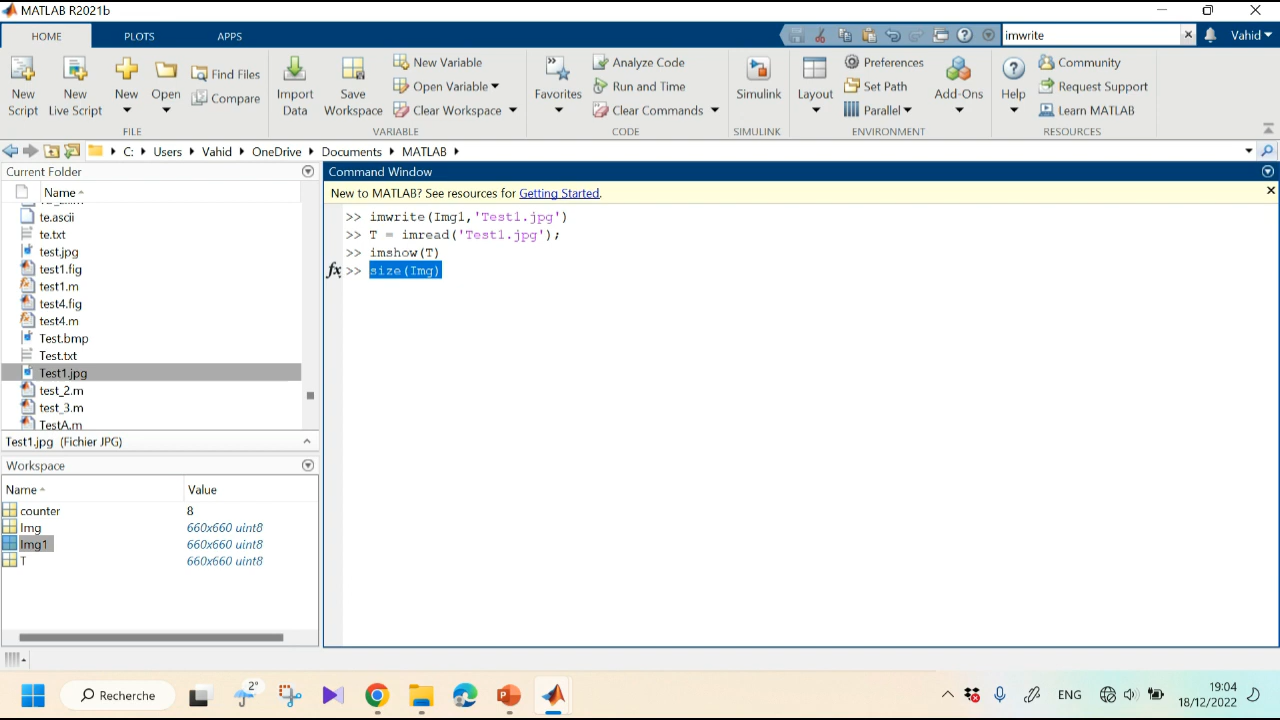 MATLAB R2021b
HOME PLOTS APPS imwrite Vahid
New Script
New Live Script
New
Open
Find Files
Compare
FILE
Import Data
Save Workspace
New Variable
Open Variable
Clear Workspace
VARIABLE
Favorites
Analyze Code
Run and Time
Clear Commands
CODE
Simulink
SIMULINK
Layout
Preferences
Set Path
Parallel
Add-Ons
ENVIRONMENT
Help
Community
Request Support
Learn MATLAB
RESOURCES
C: Users Vahid OneDrive Documents MATLAB
Current Folder
Name
te.ascii
te.txt
test.jpg
test1.fig
test1.m
test4.fig
test4.m
Test.bmp
Test.txt
Test1.jpg
test_2.m
test_3.m
TestA.m
Test1.jpg (Fichier JPG)
Workspace
Name Value
counter 8
Img 660x660 uint8
Img1 660x660 uint8
T 660x660 uint8
Command Window
New to MATLAB? See resources for Getting Started.
>> imwrite(Img1,'Test1.jpg')
>> T = imread('Test1.jpg');
>> imshow(T)
fx >> size(Img)
2°
Recherche
ENG
19:04
18/12/2022